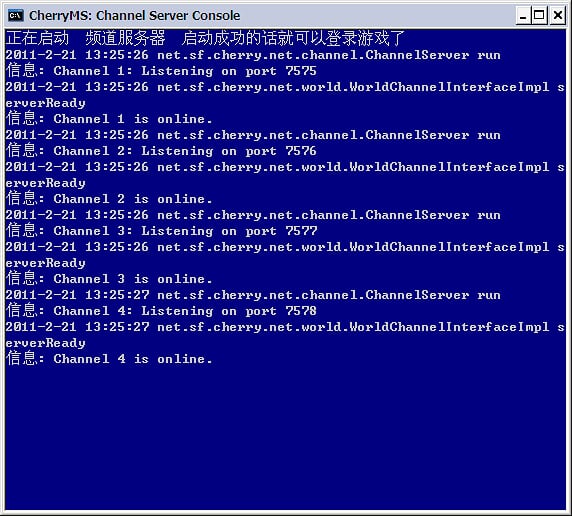 CherryMS: Channel Server Console
正在启动 频道服务器 启动成功的话就可以登录游戏了
2011-2-21 13:25:26 net.sf.cherry.net.channel.ChannelServer run
信息: Channel 1: Listening on port 7575
2011-2-21 13:25:26 net.sf.cherry.net.world.WorldChannelInterfaceImpl s
erverReady
信息: Channel 1 is online.
2011-2-21 13:25:26 net.sf.cherry.net.channel.ChannelServer run
信息: Channel 2: Listening on port 7576
2011-2-21 13:25:26 net.sf.cherry.net.world.WorldChannelInterfaceImpl s
erverReady
信息: Channel 2 is online.
2011-2-21 13:25:26 net.sf.cherry.net.channel.ChannelServer run
信息: Channel 3: Listening on port 7577
2011-2-21 13:25:26 net.sf.cherry.net.world.WorldChannelInterfaceImpl s
erverReady
信息: Channel 3 is online.
2011-2-21 13:25:27 net.sf.cherry.net.channel.ChannelServer run
信息: Channel 4: Listening on port 7578
2011-2-21 13:25:27 net.sf.cherry.net.world.WorldChannelInterfaceImpl s
erverReady
信息: Channel 4 is online.